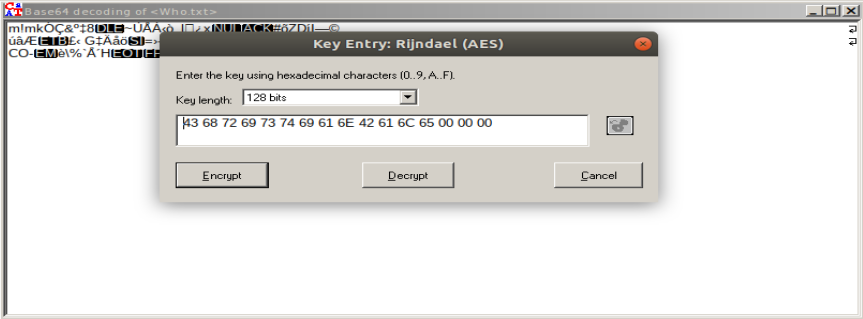 Base64 decoding of <Who.txt>
Key Entry: Rijndael (AES)
Enter the key using hexadecimal characters (0..9, A..F).
Key length: 128 bits
43 68 72 69 73 74 69 61 6E 42 61 6C 65 00 00 00
Encrypt Decrypt Cancel